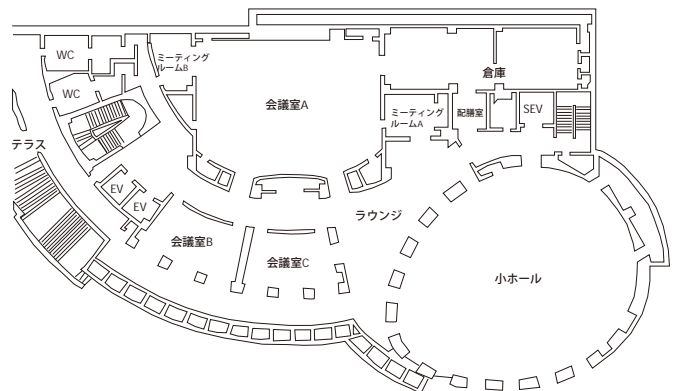 WC
ミーティング
ルームB
会議室A
倉庫
WC
ミーティング
ルームA
配膳室
SEV
テラス
EV
EV
ラウンジ
会議室B
会議室C
小ホール